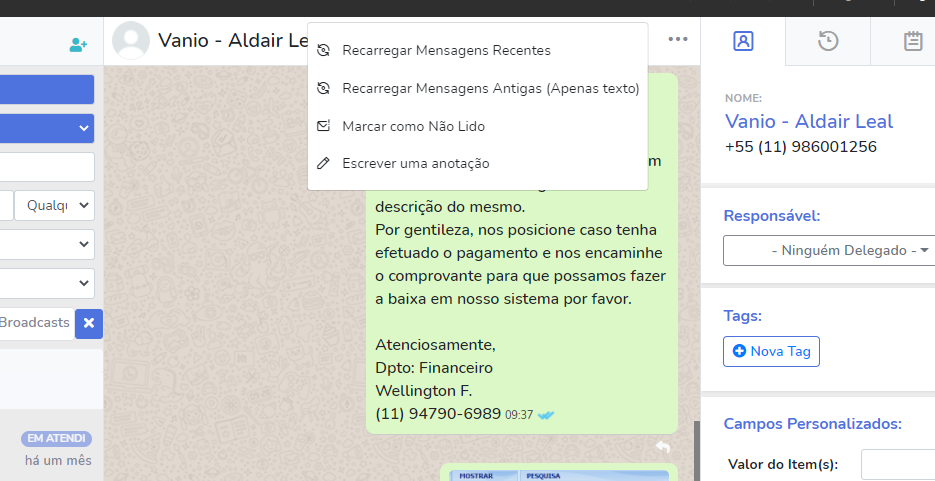 Vanio - Aldair Le
Recarregar Mensagens Recentes
Recarregar Mensagens Antigas (Apenas texto)
Marcar como Não Lido
Escrever uma anotação
descrição do mesmo.
Por gentileza, nos posicione caso tenha
efetuado o pagamento e nos encaminhe
o comprovante para que possamos fazer
a baixa em nosso sistema por favor.
Atenciosamente,
Dpto: Financeiro
Wellington F.
(11) 94790-6989 09:37
MOSTRAR PESQUISA
Broadcasts
EM ATENDI
há um mês
NOME:
Vanio - Aldair Leal
+55 (11) 986001256
Responsável:
- Ninguém Delegado -
Tags:
Nova Tag
Campos Personalizados:
Valor do Item(s):